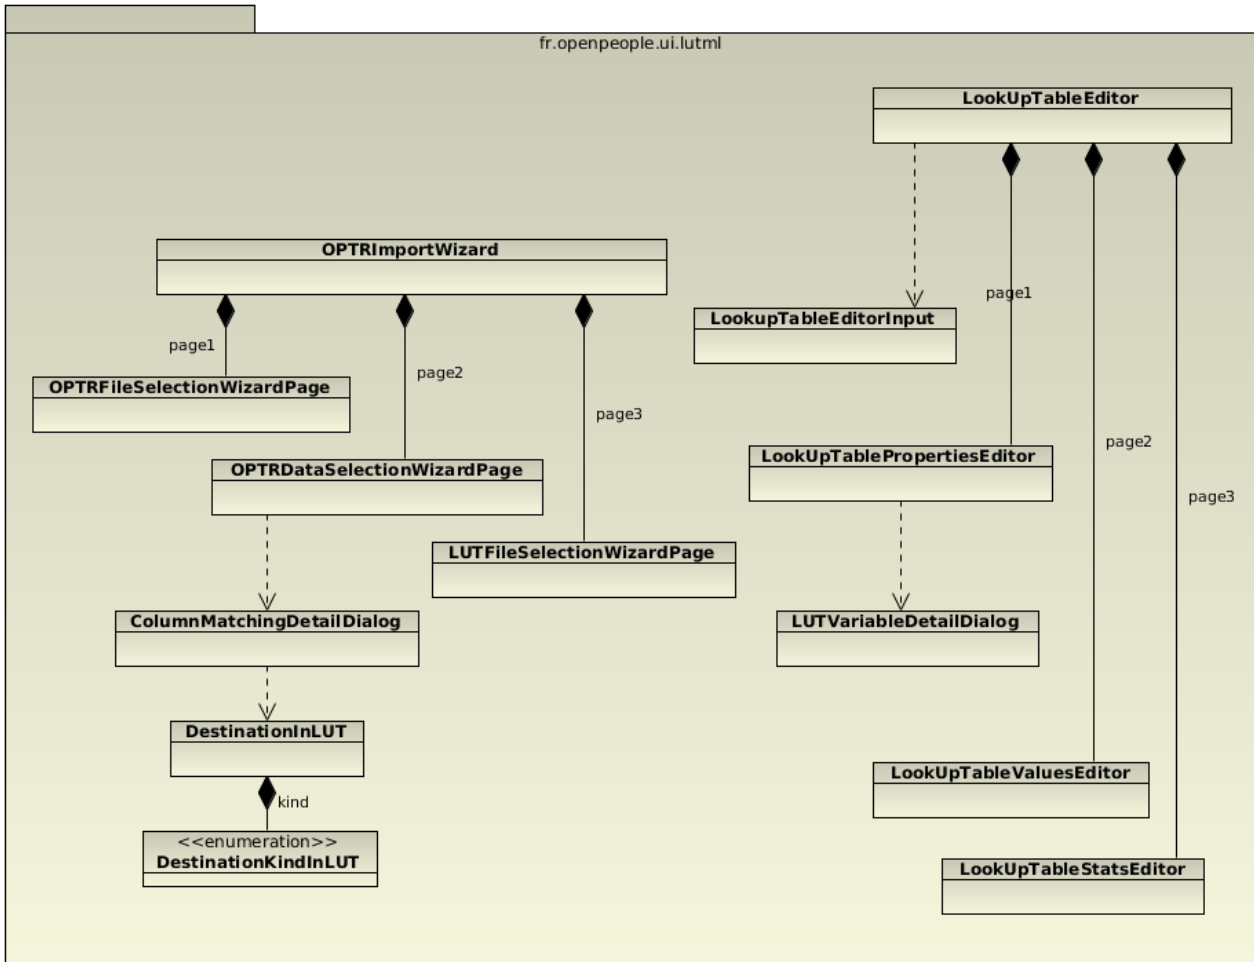 fr.openpeople.ui.lutml
LookUpTableEditor
OPTRImportWizard
page1
LookupTableEditorInput
page1
page2
OPTRFileSelectionWizardPage
page3
page2
LookUpTablePropertiesEditor
OPTRDataSelectionWizardPage
page3
LUTFileSelectionWizardPage
ColumnMatchingDetailDialog
LUTVariableDetailDialog
DestinationInLUT
LookUpTableValuesEditor
kind
<<enumeration>>
DestinationKindInLUT
LookUpTableStatsEditor